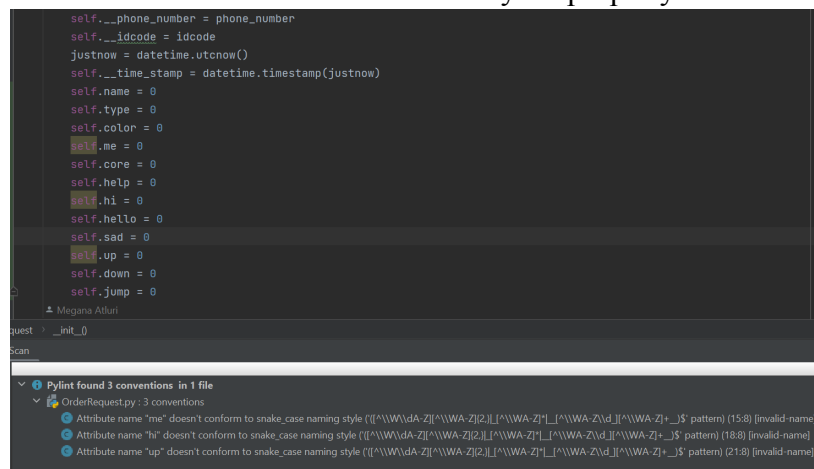 self.__phone_number = phone_number
self.__idcode = idcode
justnow = datetime.utcnow()
self.__time_stamp = datetime.timestamp(justnow)
self.name = 0
self.type = 0
self.color = 0
self.me = 0
self.core = 0
self.help = 0
self.hi = 0
self.hello = 0
self.sad = 0
self.up = 0
self.down = 0
self.jump = 0
Megana Atluri
quest > __init__()
Scan
Pylint found 3 conventions in 1 file
OrderRequest.py : 3 conventions
Attribute name "me" doesn't conform to snake_case naming style ('([^\\W\\dA-Z][^\\WA-Z]{2,}|_[^\\WA-Z]*|__[^\\WA-Z\\d_][^\\WA-Z]+__)$' pattern) (15:8) [invalid-name
Attribute name "hi" doesn't conform to snake_case naming style ('([^\\W\\dA-Z][^\\WA-Z]{2,}|_[^\\WA-Z]*|__[^\\WA-Z\\d_][^\\WA-Z]+__)$' pattern) (18:8) [invalid-name]
Attribute name "up" doesn't conform to snake_case naming style ('([^\\W\\dA-Z][^\\WA-Z]{2,}|_[^\\WA-Z]*|__[^\\WA-Z\\d_][^\\WA-Z]+__)$' pattern) (21:8) [invalid-name]